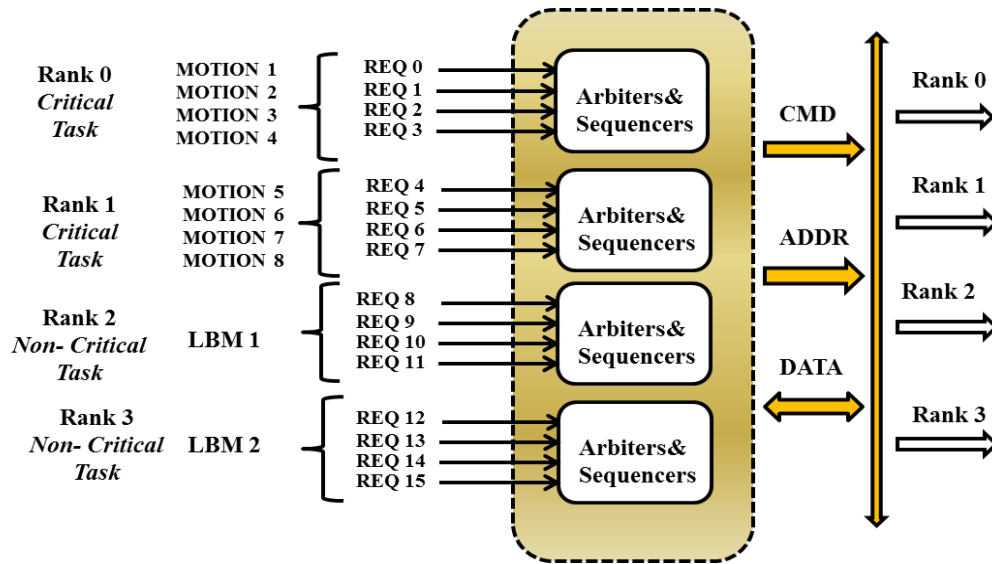 Rank 0
Critical
Task
MOTION 1
MOTION 2
MOTION 3
MOTION 4
REQ 0
REQ 1
REQ 2
REQ 3
Arbiters&
Sequencers
Rank 1
Critical
Task
MOTION 5
MOTION 6
MOTION 7
MOTION 8
REQ 4
REQ 5
REQ 6
REQ 7
Arbiters&
Sequencers
Rank 2
Non- Critical
Task
LBM 1
REQ 8
REQ 9
REQ 10
REQ 11
Arbiters&
Sequencers
Rank 3
Non- Critical
Task
LBM 2
REQ 12
REQ 13
REQ 14
REQ 15
Arbiters&
Sequencers
CMD
ADDR
DATA
Rank 0
Rank 1
Rank 2
Rank 3